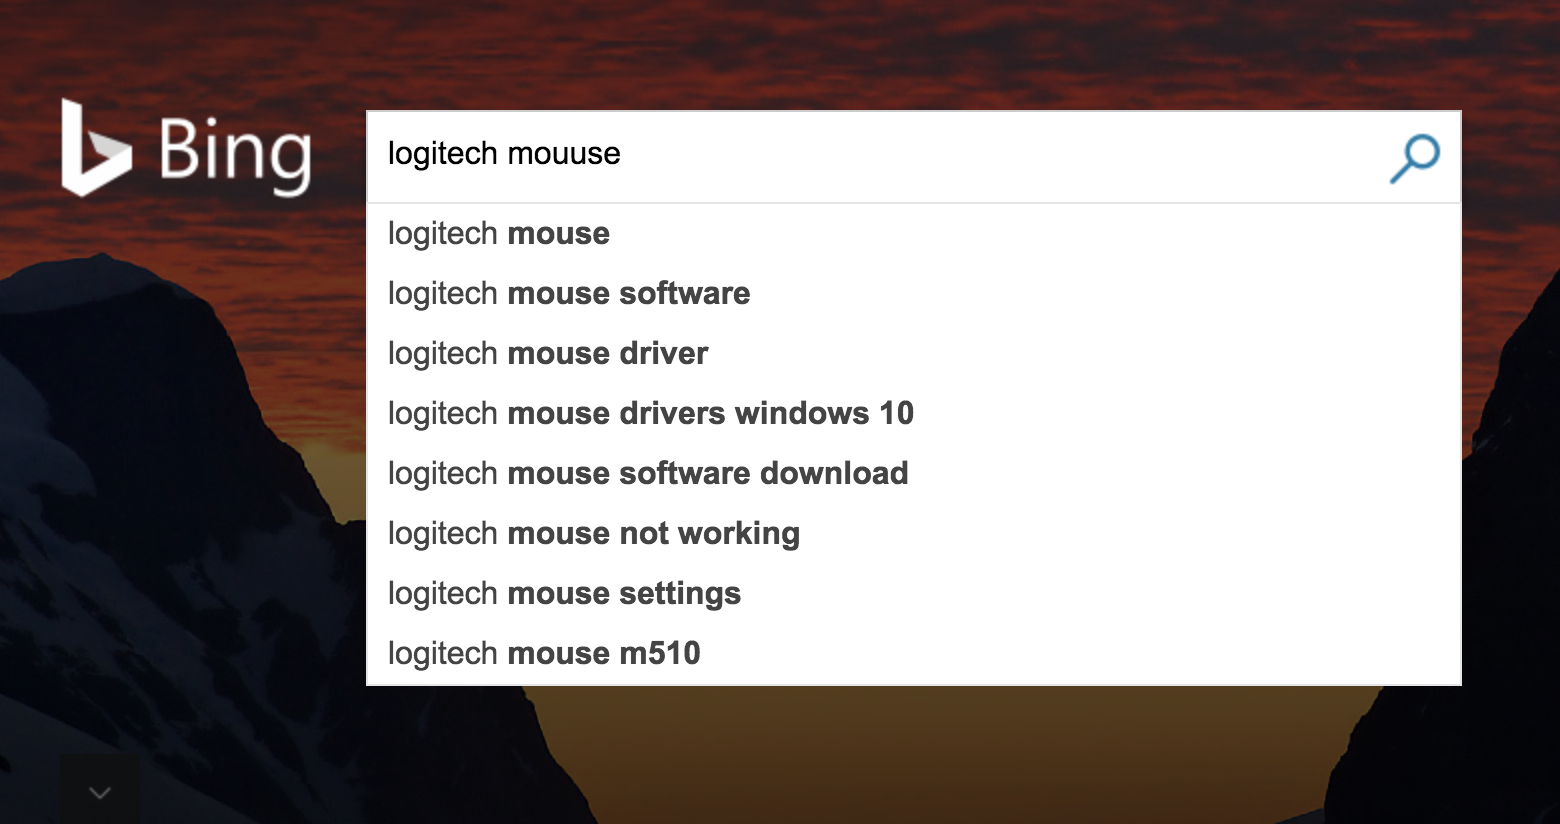 Bing
logitech mouuse
logitech mouse
logitech mouse software
logitech mouse driver
logitech mouse drivers windows 10
logitech mouse software download
logitech mouse not working
logitech mouse settings
logitech mouse m510